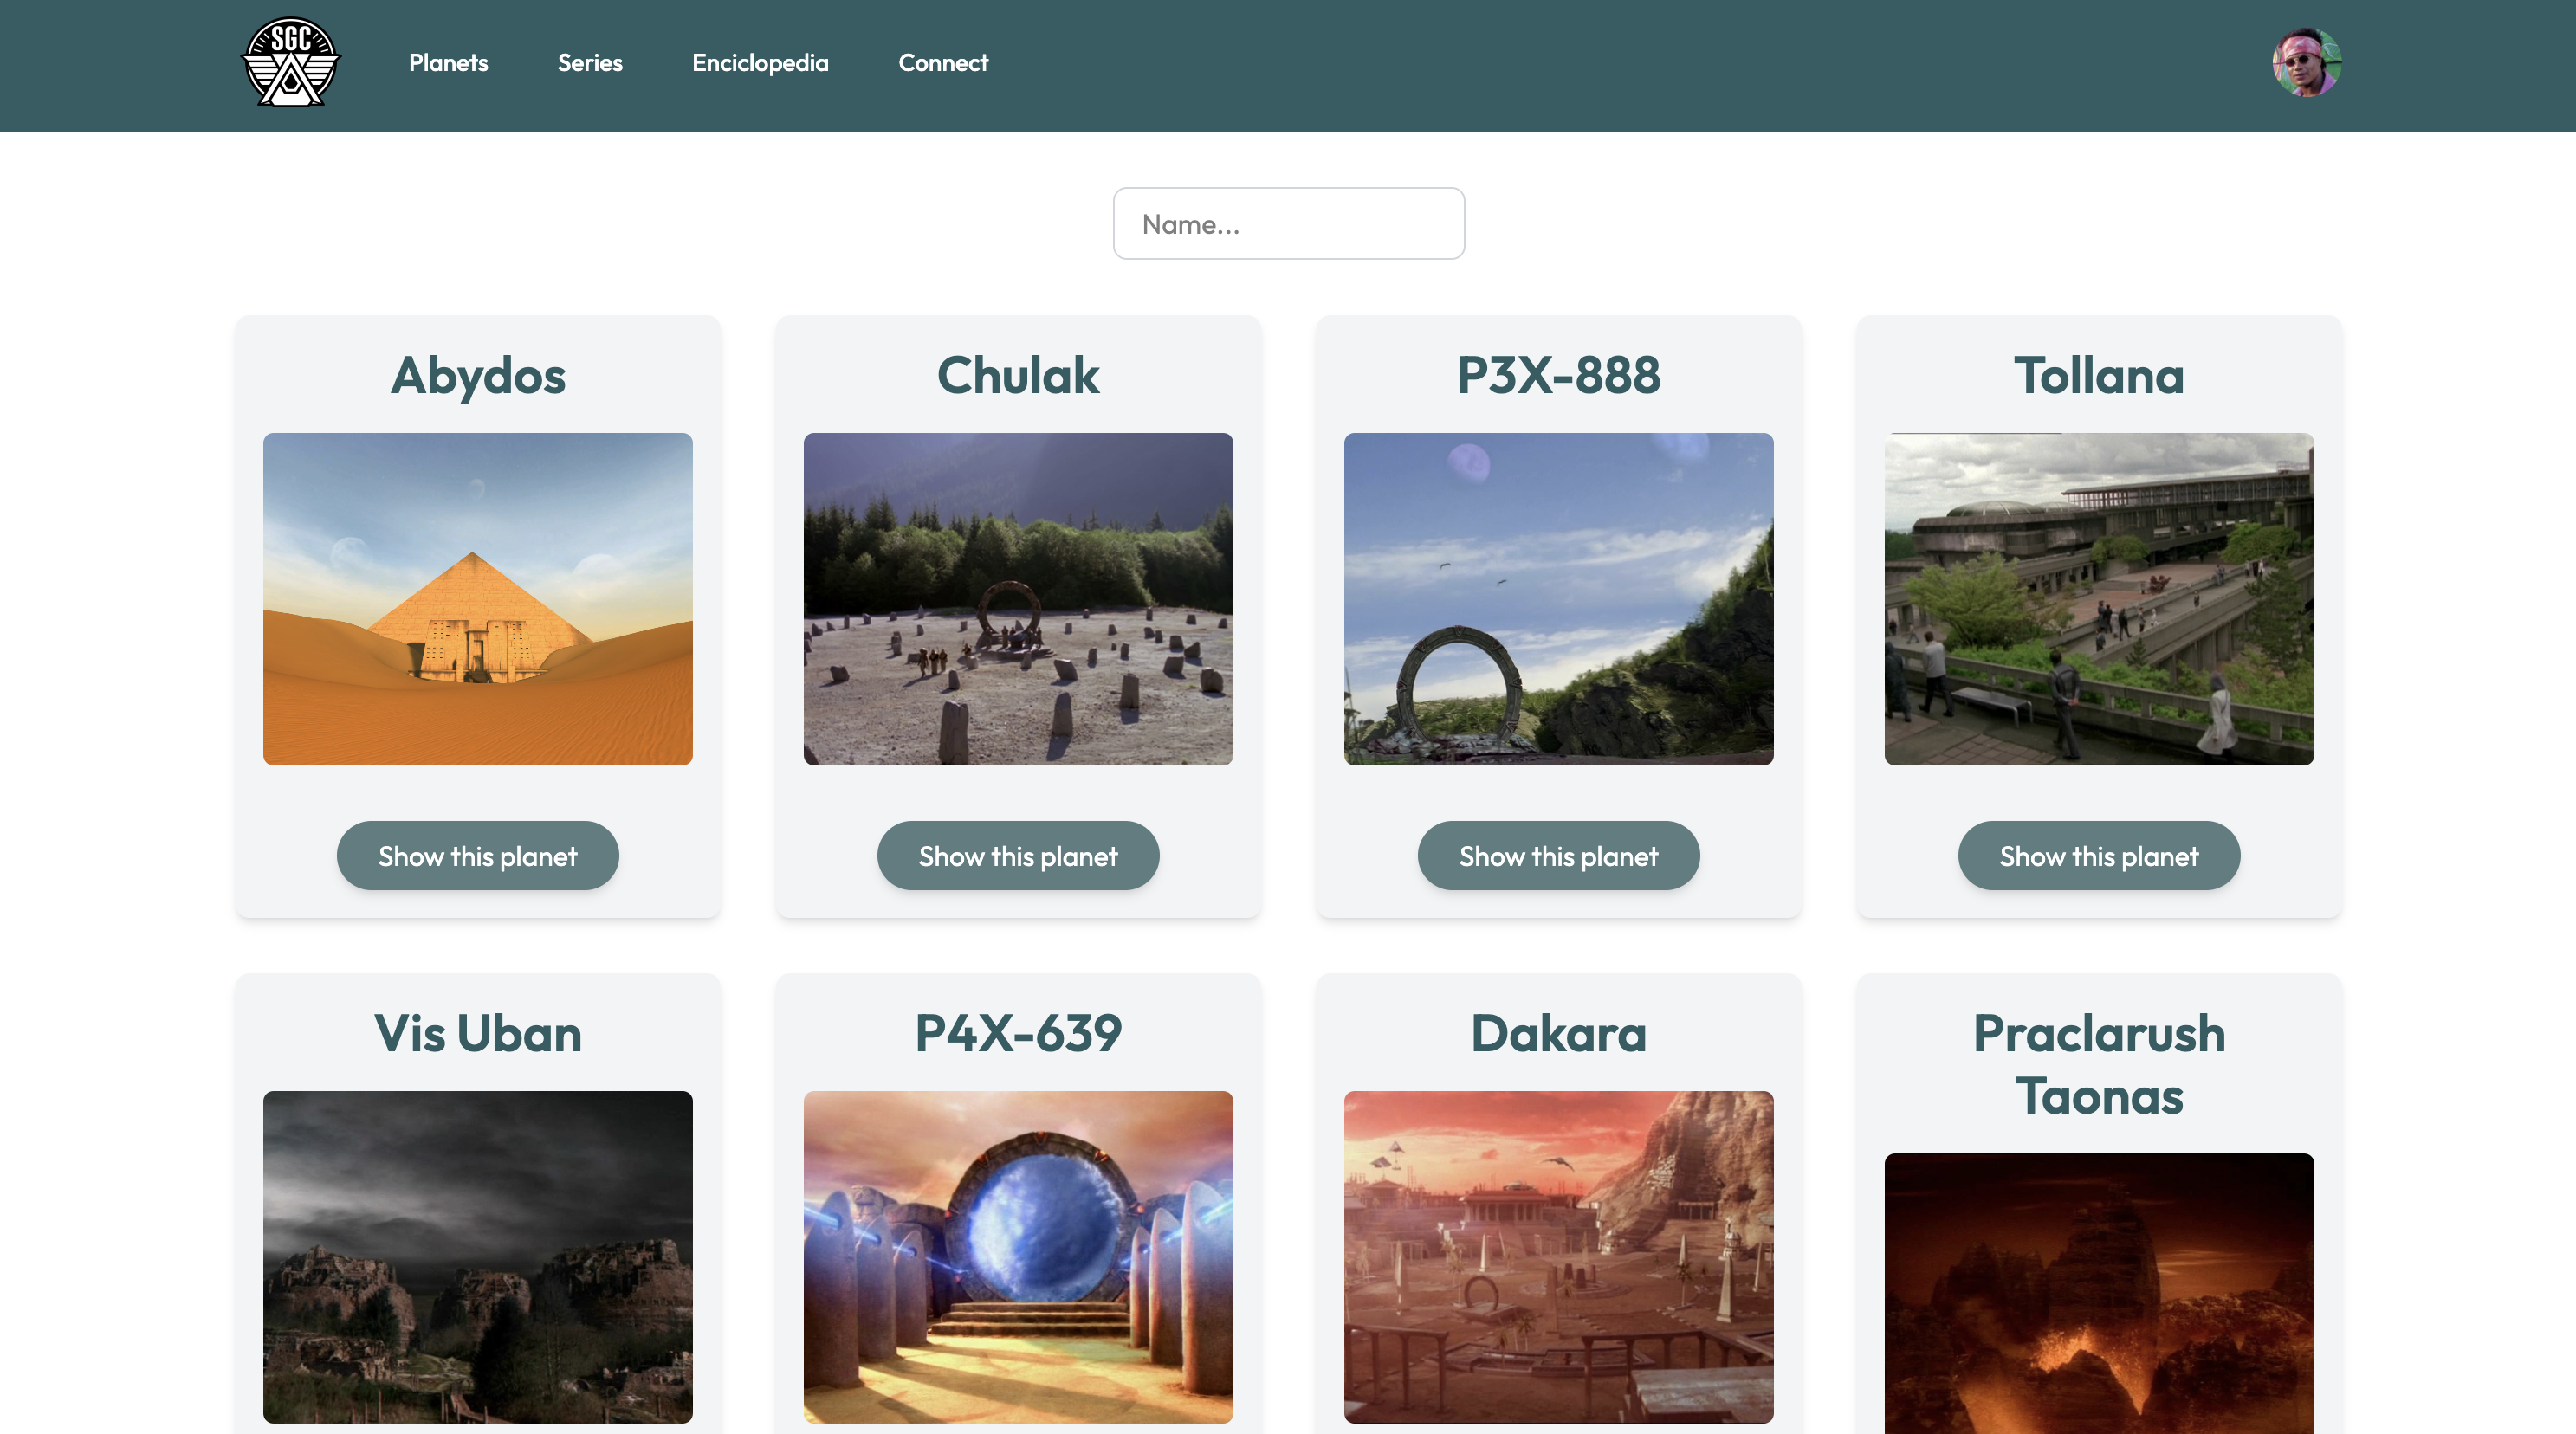 SGC
Planets
Series
Enciclopedia
Connect
Name...
Abydos
Chulak
P3X-888
Tollana
Show this planet
Show this planet
Show this planet
Show this planet
Vis Uban
P4X-639
Dakara
Praclarush
Taonas